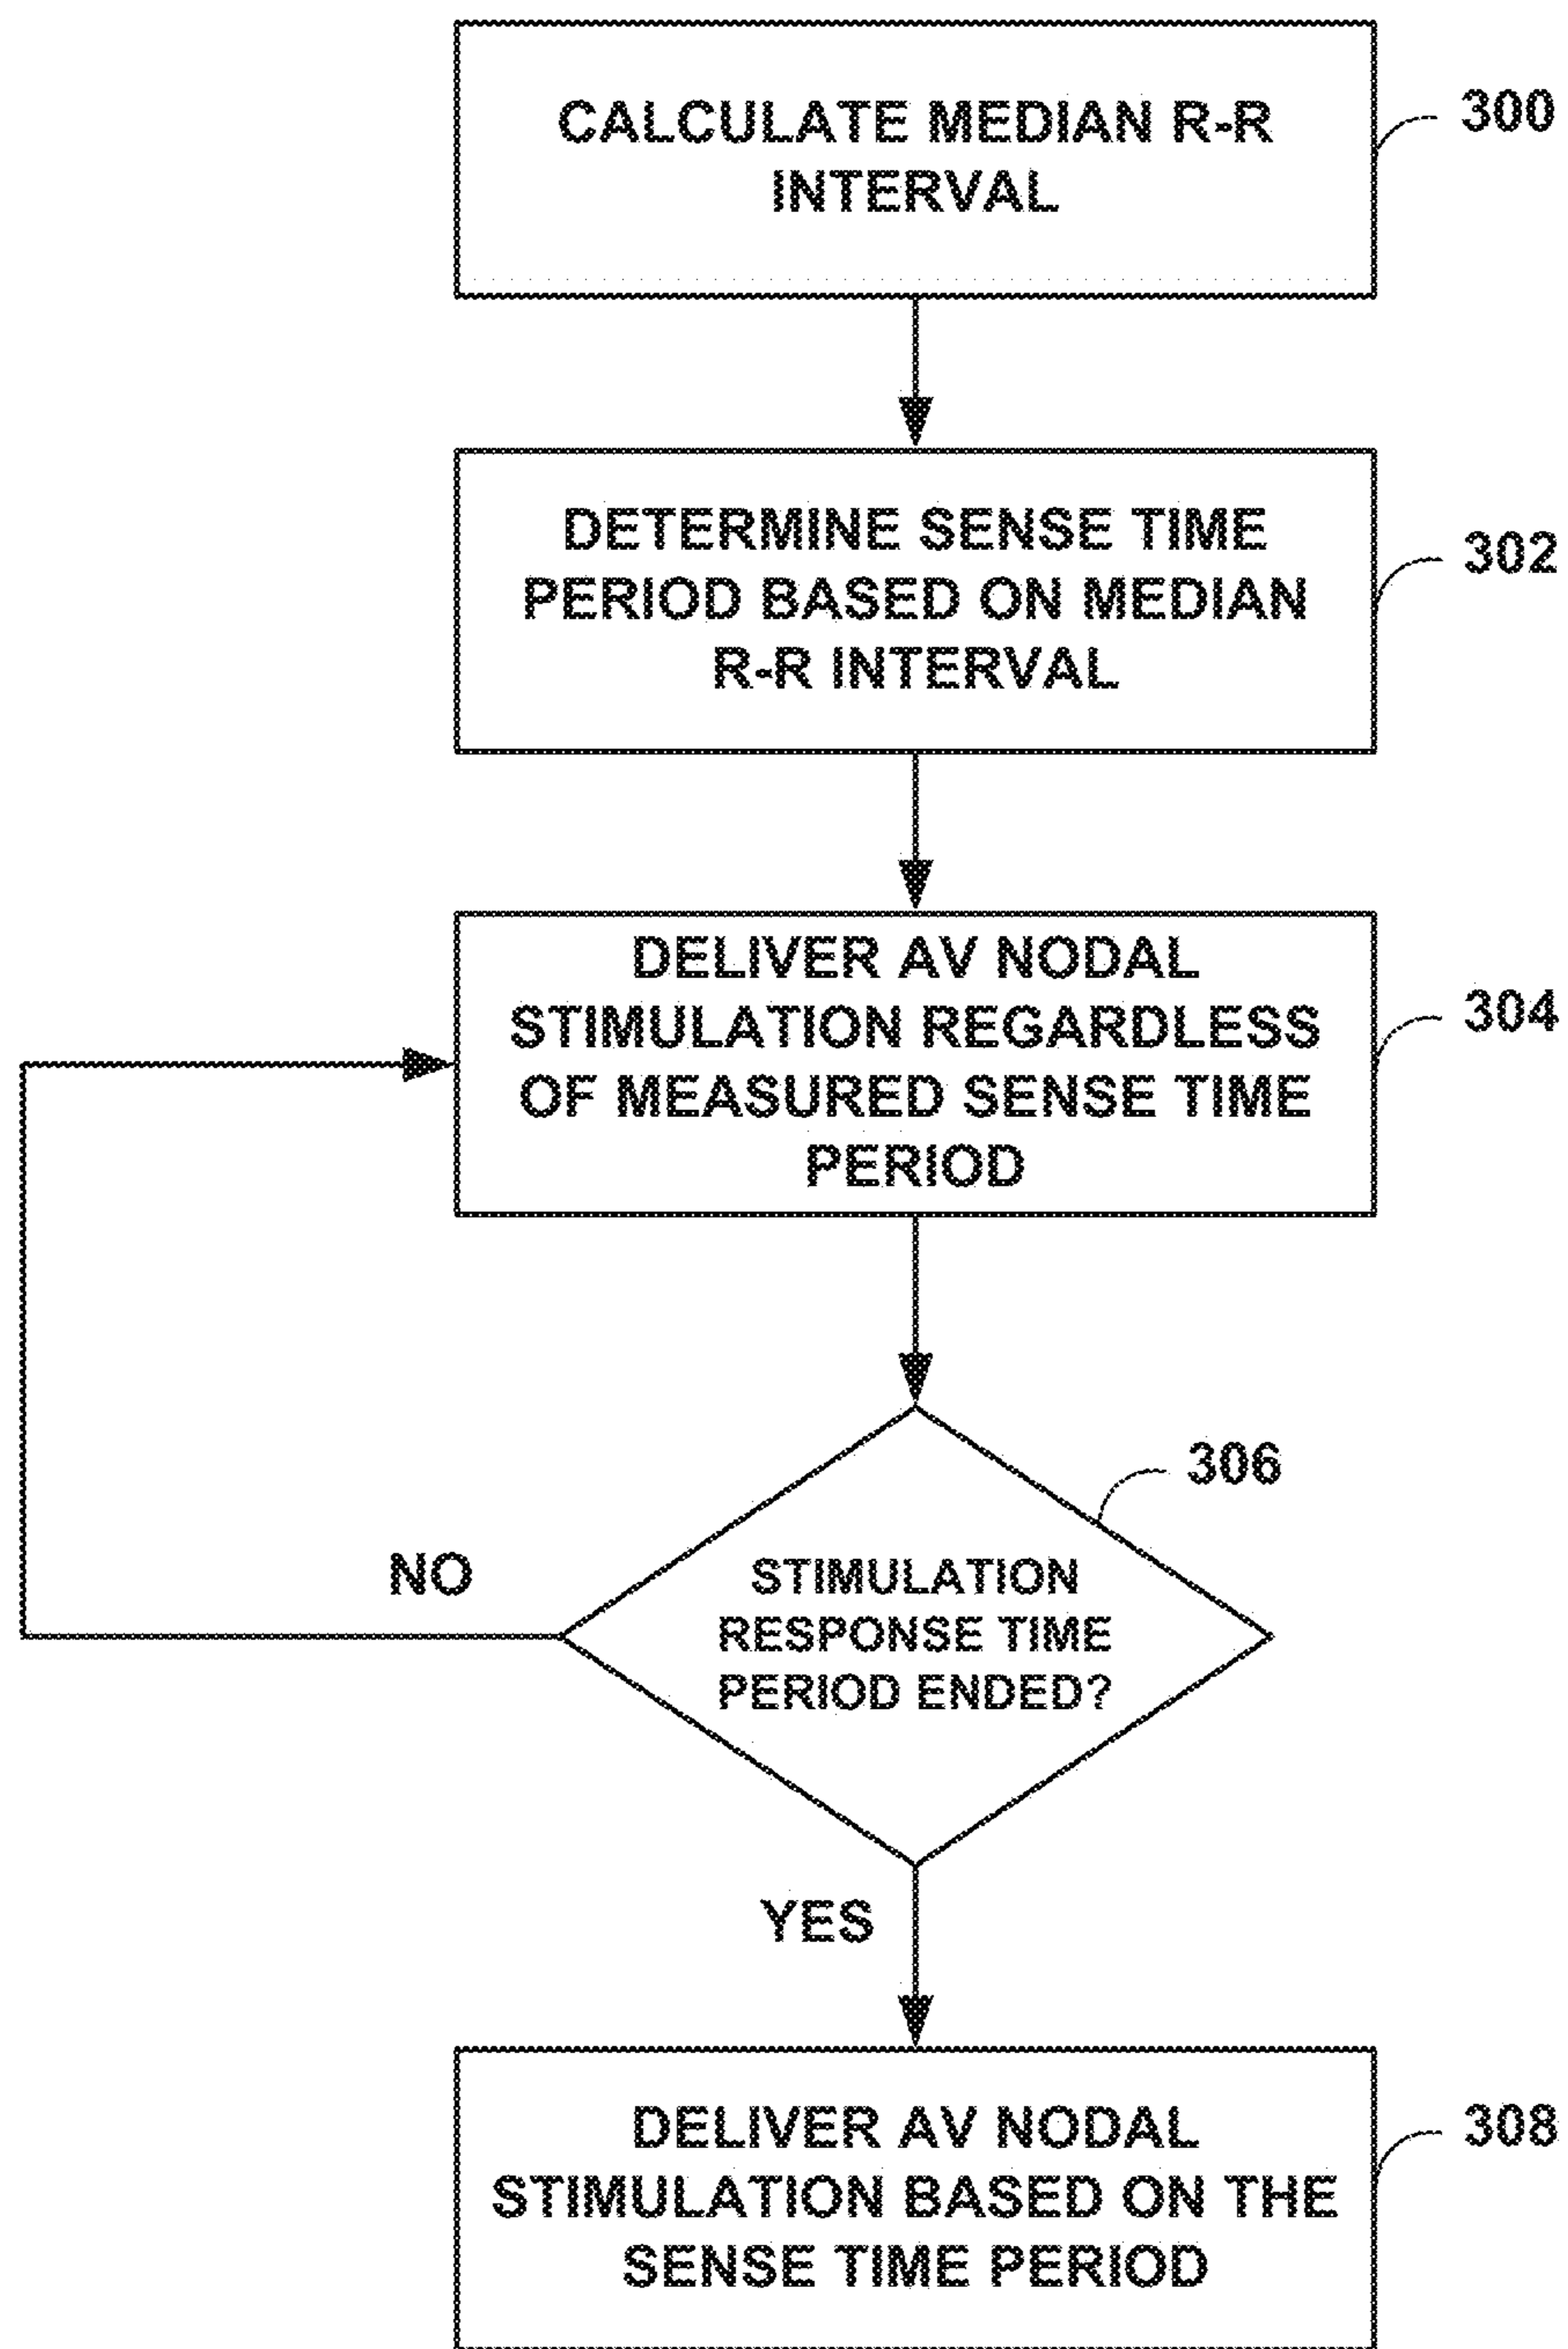 CALCULATE MEDIAN R-R
INTERVAL
300
DETERMINE SENSE TIME
PERIOD BASED ON MEDIAN
R-R INTERVAL
302
DELIVER AV NODAL
STIMULATION REGARDLESS
OF MEASURED SENSE TIME
PERIOD
304
306
STIMULATION
RESPONSE TIME
PERIOD ENDED?
NO
YES
DELIVER AV NODAL
STIMULATION BASED ON THE
SENSE TIME PERIOD
308